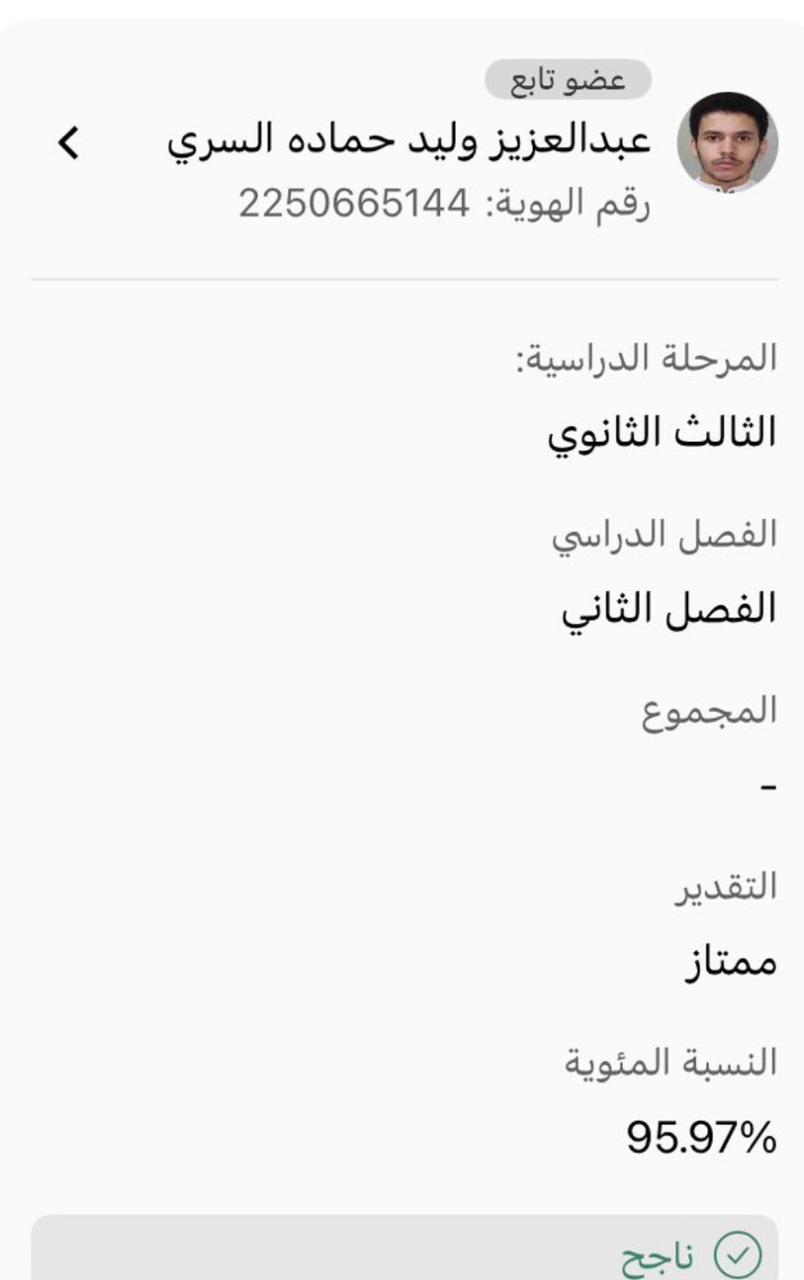 عضو تابع
عبدالعزيز وليد حماده السري
رقم الهوية: 2250665144
المرحلة الدراسية:
الثالث الثانوي
الفصل الدراسي
الفصل الثاني
المجموع
-
التقدير
ممتاز
النسبة المئوية
95.97%
ناجح